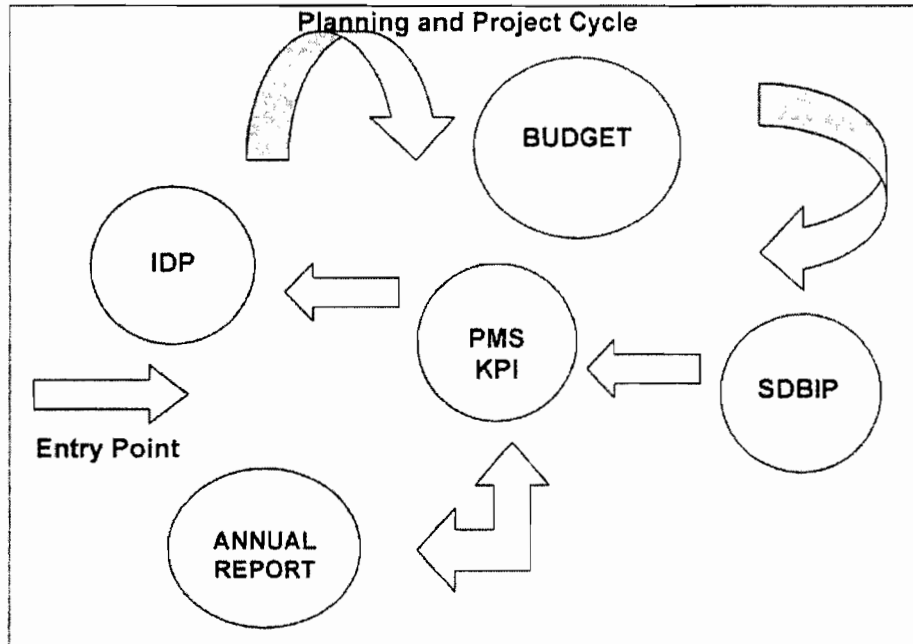 Planning and Project Cycle
BUDGET
IDP
PMS
KPI
SDBIP
Entry Point
ANNUAL
REPORT